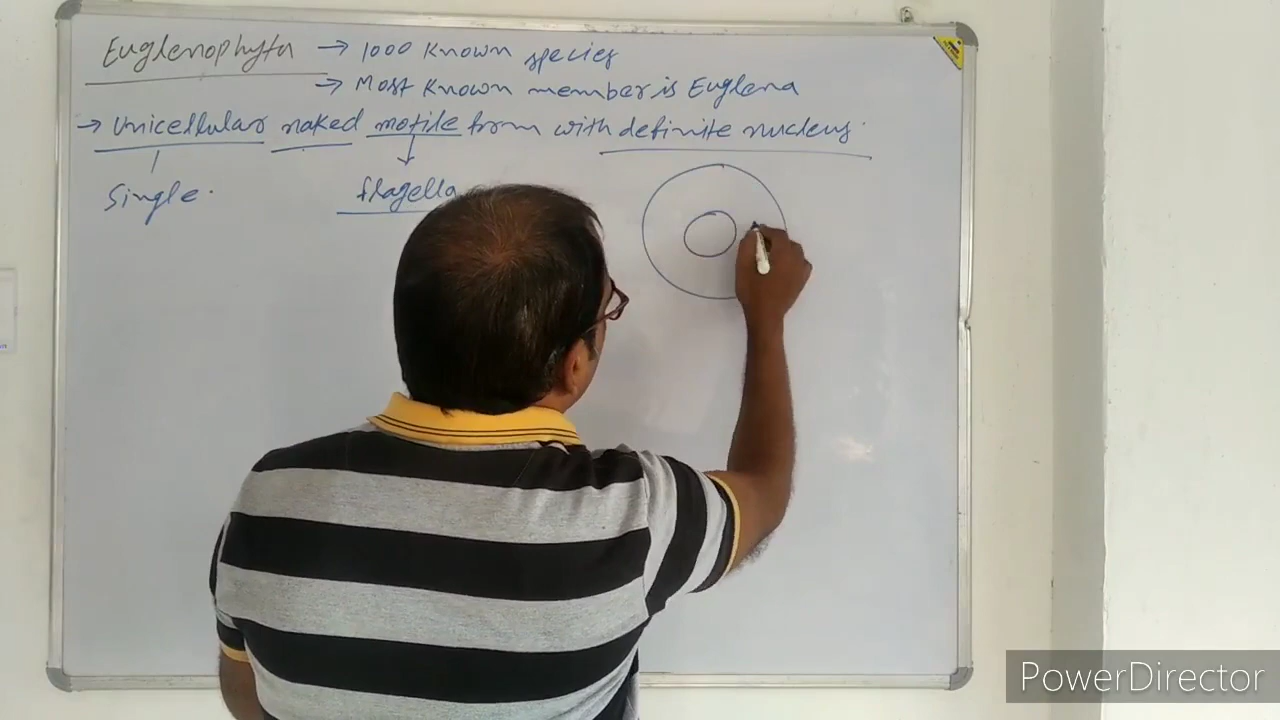 Euglenophyta → 1000 Known species
→ Most Known member is Euglena
→ Unicellular naked motile from with definite nucleus.
Single. flagella
PowerDirector